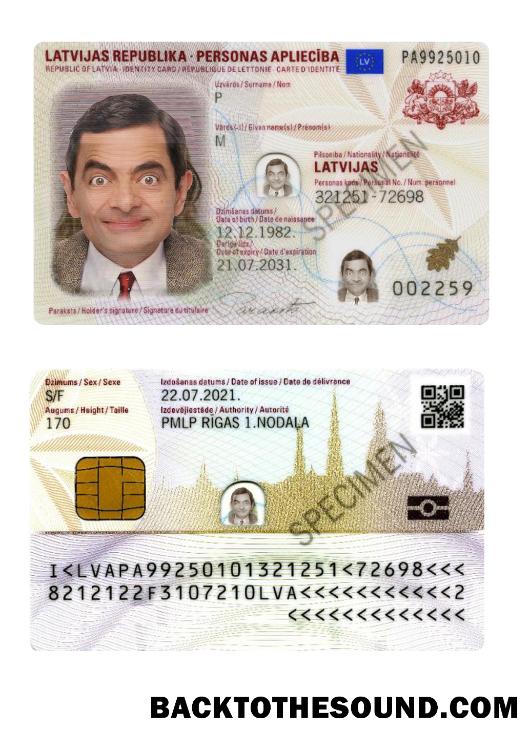 LATVIJAS REPUBLIKA · PERSONAS APLIECĪBA
LV
PA9925010
REPUBLIC OF LATVIA · IDENTITY CARD / RÉPUBLIQUE DE LETTONIE · CARTE D'IDENTITÉ
Uzvārds / Surname / Nom
P
Vārds(-i) / Given name(s) / Prénom(s)
M
Pilsonība / Nationality / Nationalité
LATVIJAS
Personas kods / Personal No. / Num. personnel
321251-72698
Dzimšanas datums /
Date of birth / Date de naissance
12.12.1982.
Derīga līdz /
Date of expiry / Date d'expiration
21.07.2031.
002259
Paraksts / Holder's signature / Signature du titulaire
SPECIMEN
Dzimums / Sex / Sexe
S/F
Augums / Height / Taille
170
Izdošanas datums / Date of issue / Date de délivrance
22.07.2021.
Izdevējiestāde / Authority / Autorité
PMLP RĪGAS 1.NODAĻA
SPECIMEN
I<LVAPA99250101321251<72698<<<
8212122F3107210LVA<<<<<<<<<<<2
<<<<<<<<<<<<<
BACKTOTHESOUND.COM